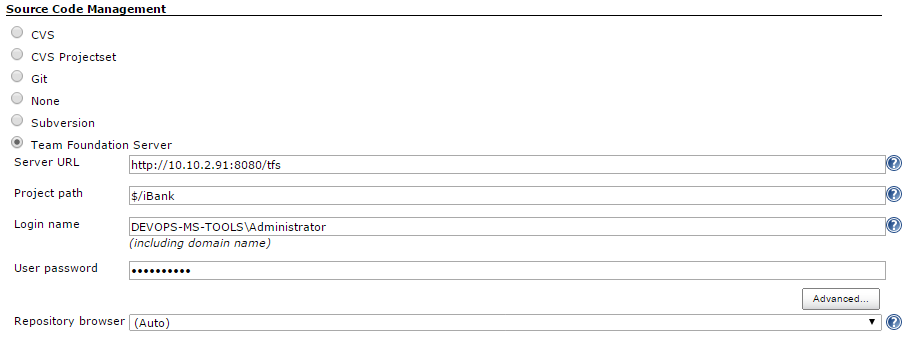 Source Code Management
CVS
CVS Projectset
Git
None
Subversion
Team Foundation Server
Server URL http://10.10.2.91:8080/tfs ?
Project path $/iBank ?
Login name DEVOPS-MS-TOOLS\Administrator ?
(including domain name)
User password ••••••••••
Advanced...
Repository browser (Auto) ▼ ?